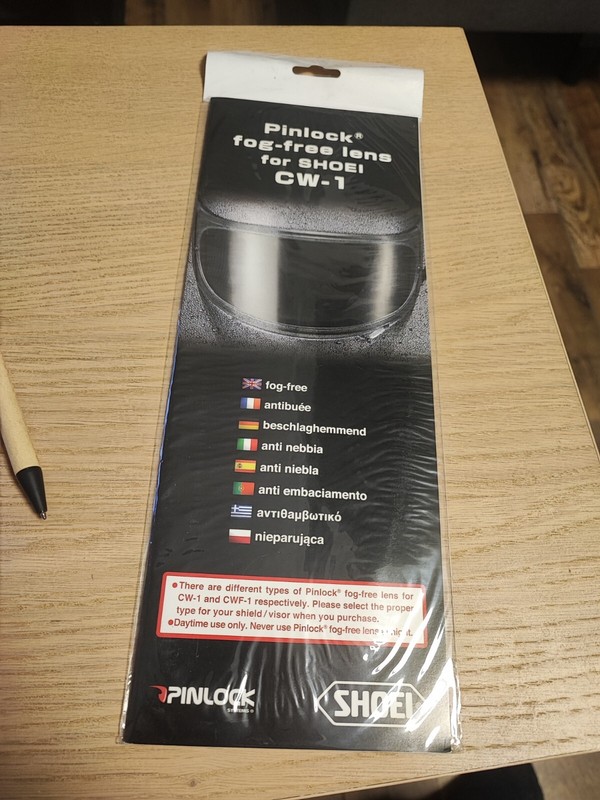 Pinlock®
fog-free lens
for SHOEI
CW-1
fog-free
antibuée
beschlaghemmend
anti nebbia
anti niebla
anti embaciamento
αντιθαμβωτικό
nieparująca
●There are different types of Pinlock® fog-free lens for
CW-1 and CWF-1 respectively. Please select the proper
type for your shield / visor when you purchase.
●Daytime use only. Never use Pinlock® fog-free lens at night.
PINLOCK
SYSTEMS ®
SHOEI